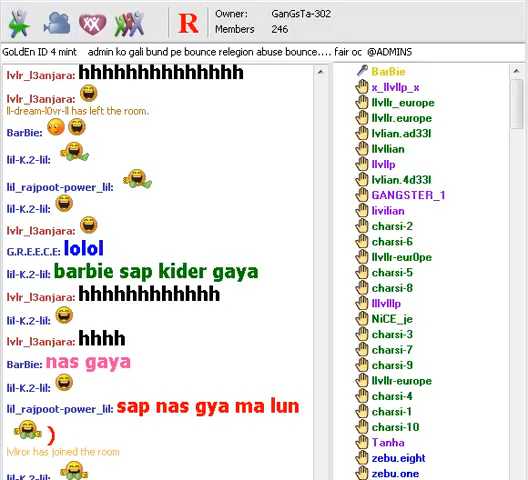 R
Owner: GanGsTa-302
Members 246
GoLdEn ID 4 mint admin ko gali bund pe bounce relegion abuse bounce.... fair oc @ADMINS
lvlr_l3anjara: hhhhhhhhhhhhhh
lvlr_l3anjara:
ll-dream-l0vr-ll has left the room.
BarBie:
lil-K.2-lil:
lil_rajpoot-power_lil:
lil-K.2-lil:
lvlr_l3anjara:
G.R.E.E.C.E: lolol
lil-K.2-lil: barbie sap kider gaya
lvlr_l3anjara: hhhhhhhhhhhh
lil-K.2-lil:
lvlr_l3anjara: hhhh
BarBie: nas gaya
lil-K.2-lil:
lil_rajpoot-power_lil: sap nas gya ma lun
)
lvliror has joined the room
lil-K.2-lil:
BarBie
x_llvllp_x
llvllr_europe
llvllr.europe
lvlian.ad33l
llvllian
llvllp
lvlian.4d33l
GANGSTER_1
livilian
charsi-2
charsi-6
llvllr-eur0pe
charsi-5
charsi-8
lllvlllp
NiCE_je
charsi-3
charsi-7
charsi-9
llvllr-europe
charsi-4
charsi-1
charsi-10
Tanha
zebu.eight
zebu.one